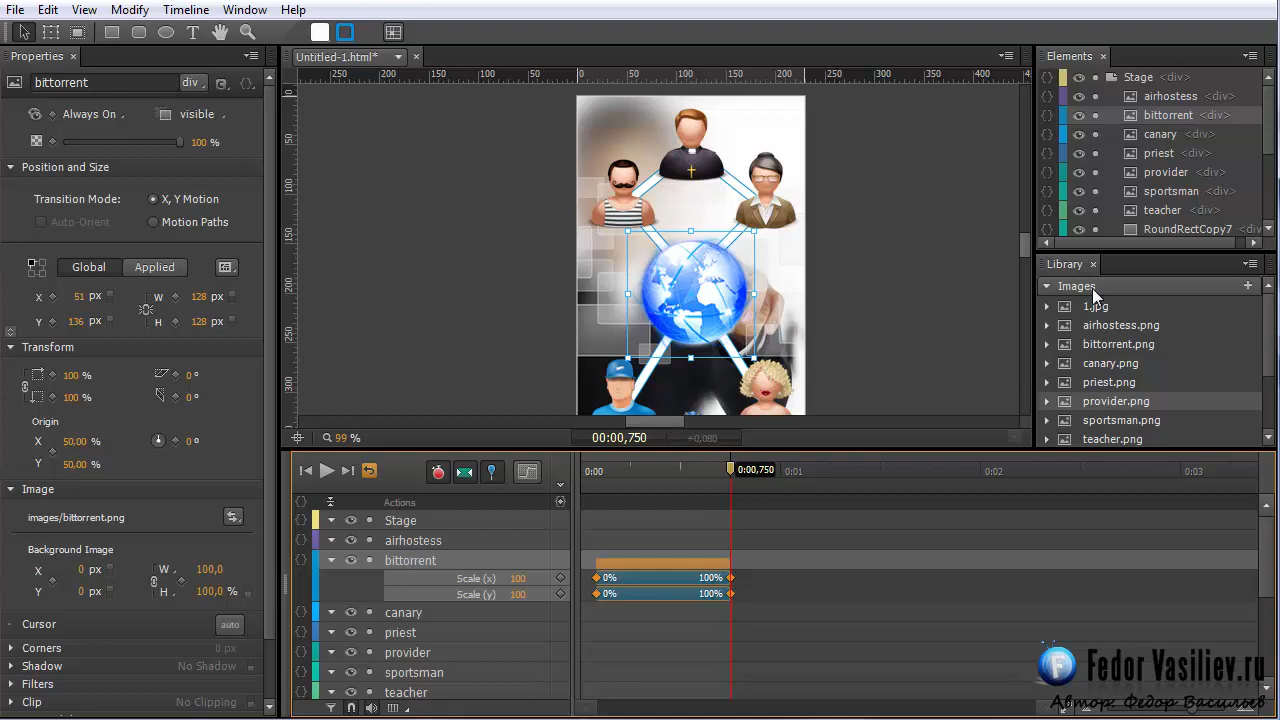 File Edit View Modify Timeline Window Help
Properties
bittorrent div
Always On visible
100 %
Position and Size
Transition Mode: X, Y Motion
Auto-Orient Motion Paths
Global Applied
X 51 px W 128 px
Y 136 px H 128 px
Transform
100 % 0 º
100 % 0 º
Origin
X 50,00 % 0 º
Y 50,00 %
Image
images/bittorrent.png
Background Image
X 0 px W 100,0
Y 0 px H 100,0 %
Cursor auto
Corners 0 px
Shadow No Shadow
Filters
Clip No Clipping
Untitled-1.html*
250 200 150 100 50 0 50 100 150 200 250 300 350 400
0
50
100
150
200
250
300
99 % 00:00,750 +0,080
Elements
Stage <div>
airhostess <div>
bittorrent <div>
canary <div>
priest <div>
provider <div>
sportsman <div>
teacher <div>
RoundRectCopy7
Library
Images
1.jpg
airhostess.png
bittorrent.png
canary.png
priest.png
provider.png
sportsman.png
teacher.png
0:00 0:00,750 0:01 0:02 0:03
Actions
Stage
airhostess
bittorrent
Scale (x) 100 0% 100%
Scale (y) 100 0% 100%
canary
priest
provider
sportsman
teacher
Fedor Vasiliev.ru
Автор: Федор Васильев